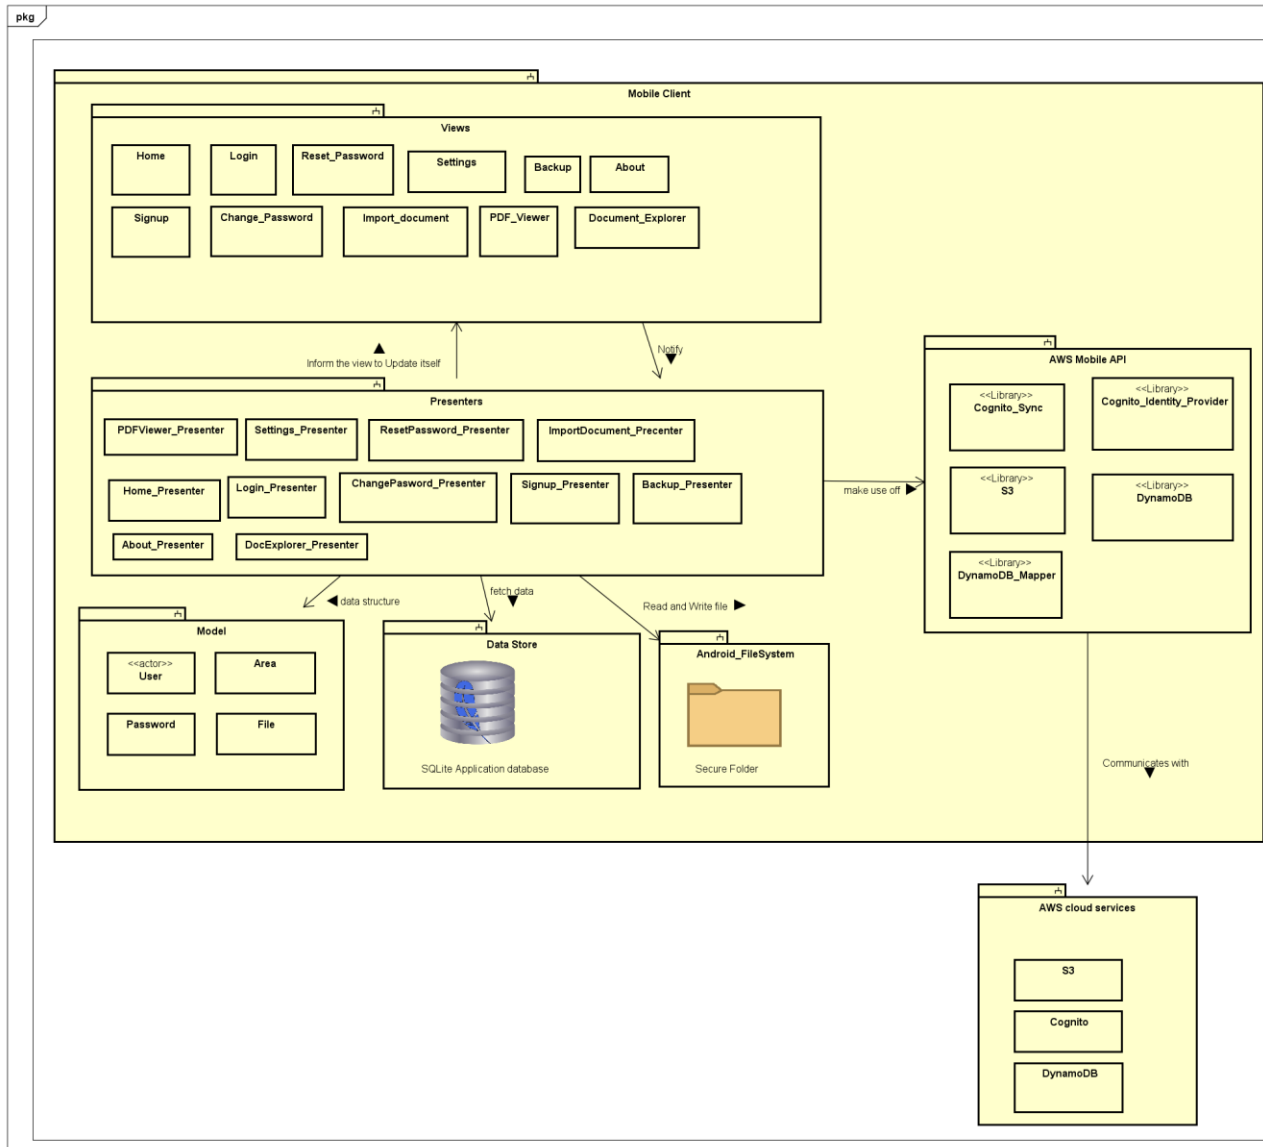 pkg
Mobile Client
Views
Home
Login
Reset_Password
Settings
Backup
About
Signup
Change_Password
Import_document
PDF_Viewer
Document_Explorer
Inform the view to Update itself
Notify
Presenters
PDFViewer_Presenter
Settings_Presenter
ResetPassword_Presenter
ImportDocument_Precenter
Home_Presenter
Login_Presenter
ChangePasword_Presenter
Signup_Presenter
Backup_Presenter
About_Presenter
DocExplorer_Presenter
make use off
AWS Mobile API
<<Library>>
Cognito_Sync
<<Library>>
Cognito_Identity_Provider
<<Library>>
S3
<<Library>>
DynamoDB
<<Library>>
DynamoDB_Mapper
data structure
fetch data
Read and Write file
Model
<<actor>>
User
Area
Password
File
Data Store
SQLite Application database
Android_FileSystem
Secure Folder
Communicates with
AWS cloud services
S3
Cognito
DynamoDB